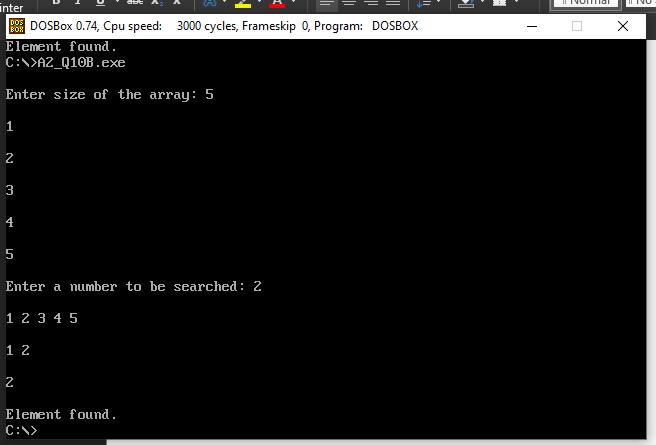 inter
B I U abc X X
Normal
No S
DOSBox 0.74, Cpu speed: 3000 cycles, Frameskip 0, Program: DOSBOX
Element found.
C:\>A2_Q10B.exe
Enter size of the array: 5
1
2
3
4
5
Enter a number to be searched: 2
1 2 3 4 5
1 2
2
Element found.
C:\>